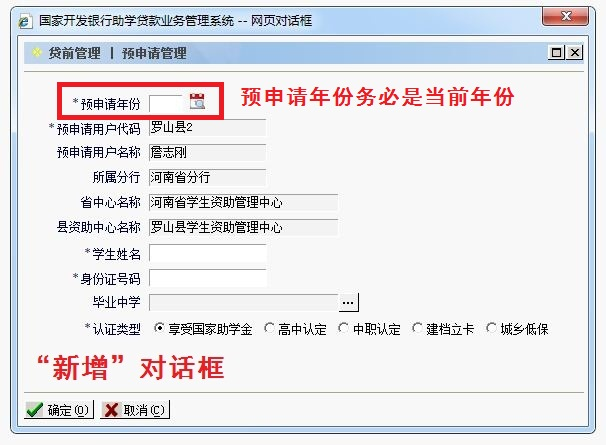 国家开发银行助学贷款业务管理系统 -- 网页对话框
贷前管理 | 预申请管理
*预申请年份 预申请年份务必是当前年份
*预申请用户代码 罗山县2
预申请用户名称 詹志刚
所属分行 河南省分行
省中心名称 河南省学生资助管理中心
县资助中心名称 罗山县学生资助管理中心
*学生姓名
*身份证号码
毕业中学 ...
*认证类型 享受国家助学金 高中认定 中职认定 建档立卡 城乡低保
“新增”对话框
确定(O) 取消(C)